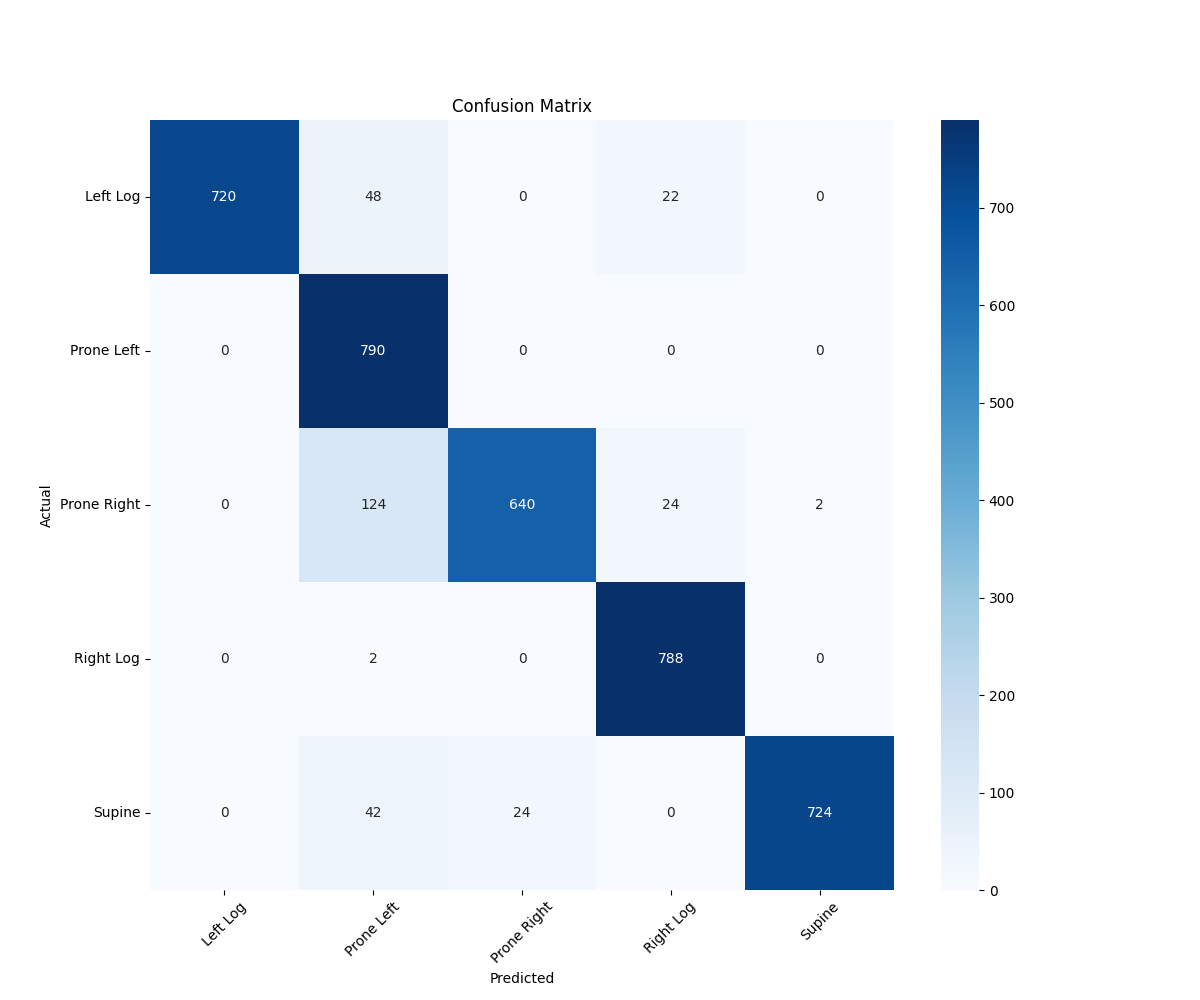 Confusion Matrix
Left Log 720 48 0 22 0
700
600
Prone Left 0 790 0 0 0
500
Actual
Prone Right 0 124 640 24 2
400
300
Right Log 0 2 0 788 0
200
100
Supine 0 42 24 0 724
0
Left Log Prone Left Prone Right Right Log Supine
Predicted